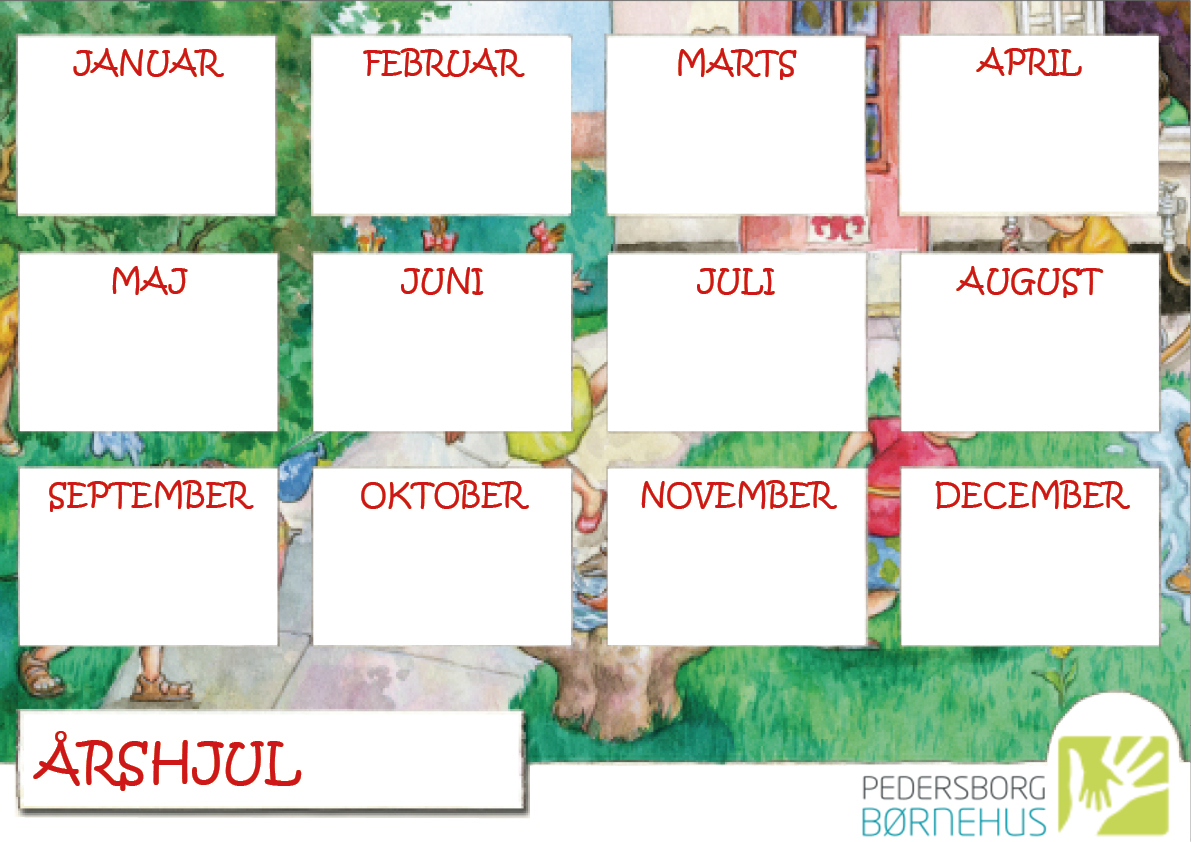 JANUAR
FEBRUAR
MARTS
APRIL
MAJ
JUNI
JULI
AUGUST
SEPTEMBER
OKTOBER
NOVEMBER
DECEMBER
ÅRSHJUL
PEDERSBORG
BØRNEHUS